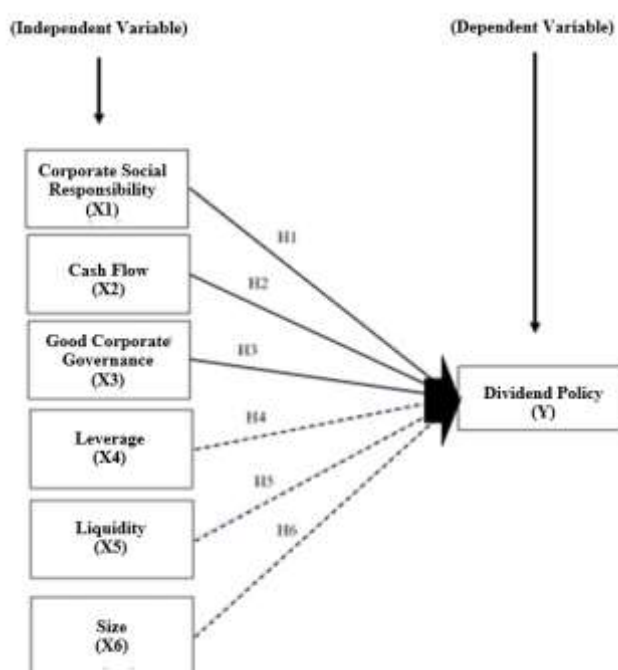 (Independent Variable)
(Dependent Variable)
Corporate Social
Responsibility
(X1)
H1
Cash Flow
(X2)
H2
Good Corporate
Governance
(X3)
H3
Dividend Policy
(Y)
Leverage
(X4)
H4
Liquidity
(X5)
H5
H6
Size
(X6)